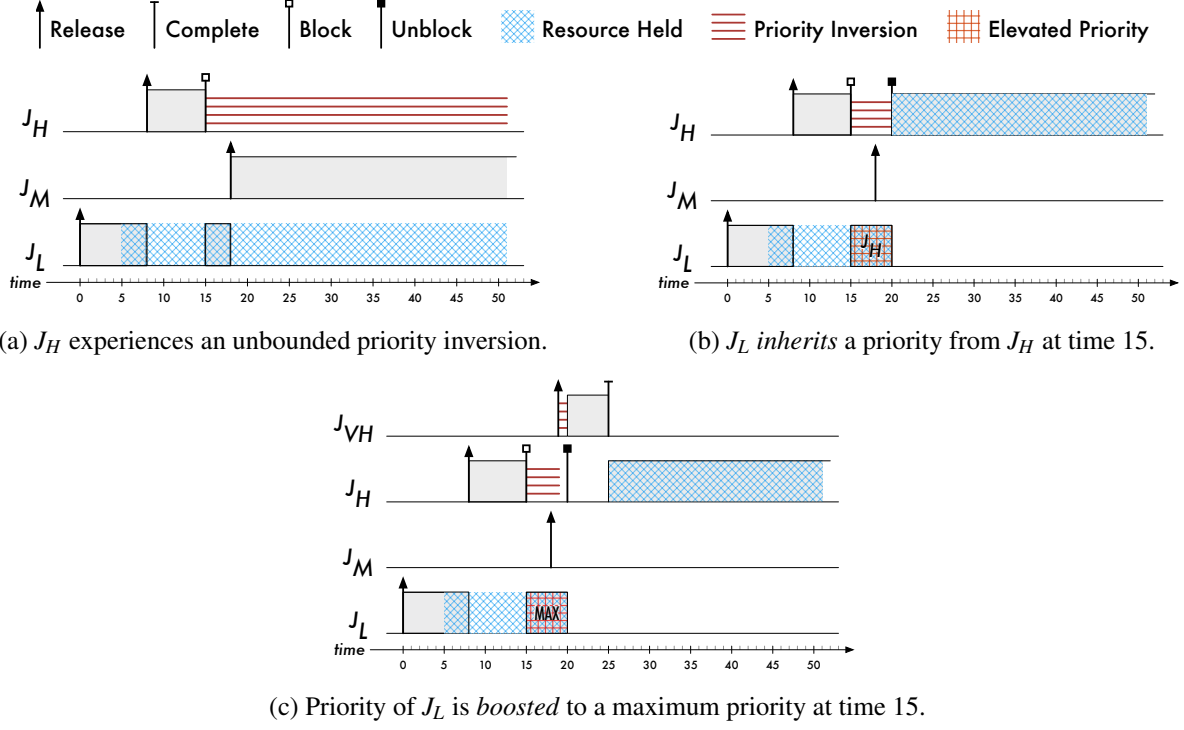 Release Complete Block Unblock Resource Held Priority Inversion Elevated Priority
J_H
J_M
J_L
time
0 5 10 15 20 25 30 35 40 45 50
(a) J_H experiences an unbounded priority inversion.
J_H
J_M
J_L
J_H
time
0 5 10 15 20 25 30 35 40 45 50
(b) J_L inherits a priority from J_H at time 15.
J_VH
J_H
J_M
J_L
MAX
time
0 5 10 15 20 25 30 35 40 45 50
(c) Priority of J_L is boosted to a maximum priority at time 15.